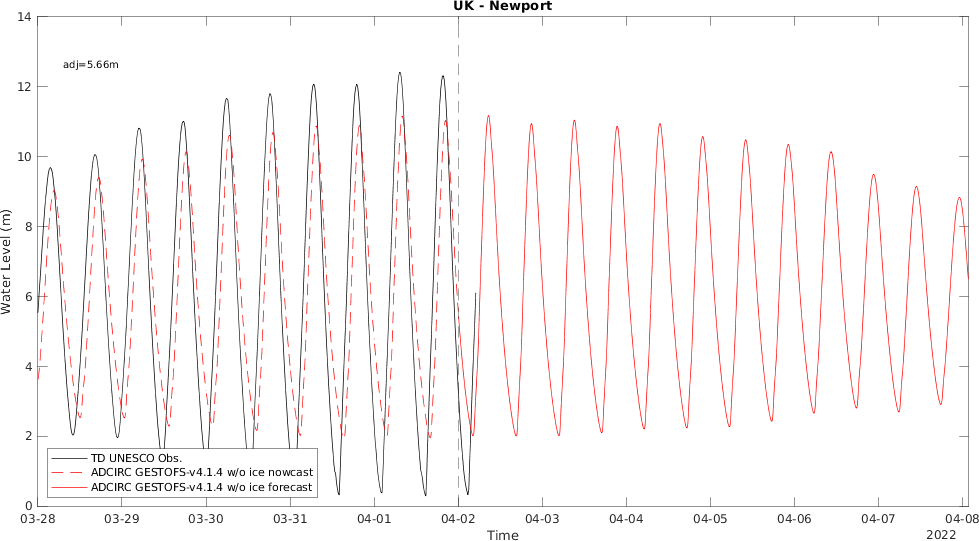 UK - Newport
14
adj=5.66m
12
10
8
Water Level (m)
6
4
2
TD UNESCO Obs.
ADCIRC GESTOFS-v4.1.4 w/o ice nowcast
ADCIRC GESTOFS-v4.1.4 w/o ice forecast
0
03-28 03-29 03-30 03-31 04-01 04-02 04-03 04-04 04-05 04-06 04-07 04-08
Time
2022